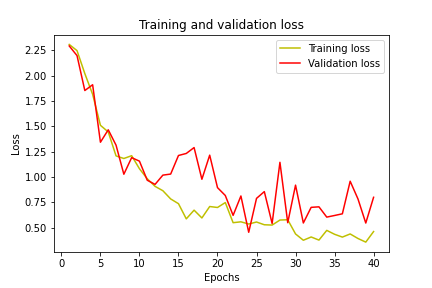 Training and validation loss
Training loss
Validation loss
2.25
2.00
1.75
1.50
1.25
1.00
0.75
0.50
Loss
0 5 10 15 20 25 30 35 40
Epochs